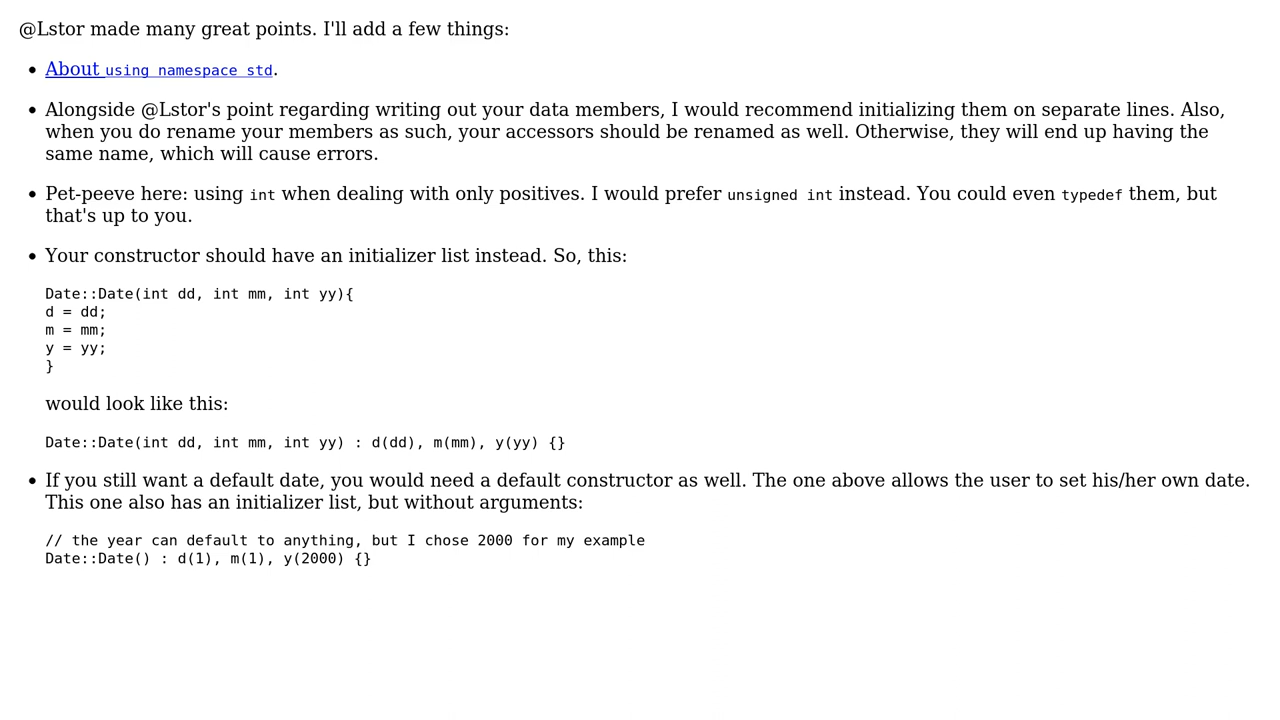 @Lstor made many great points. I'll add a few things:
• About using namespace std.
• Alongside @Lstor's point regarding writing out your data members, I would recommend initializing them on separate lines. Also,
when you do rename your members as such, your accessors should be renamed as well. Otherwise, they will end up having the
same name, which will cause errors.
• Pet-peeve here: using int when dealing with only positives. I would prefer unsigned int instead. You could even typedef them, but
that's up to you.
• Your constructor should have an initializer list instead. So, this:
Date::Date(int dd, int mm, int yy){
d = dd;
m = mm;
y = yy;
}
would look like this:
Date::Date(int dd, int mm, int yy) : d(dd), m(mm), y(yy) {}
• If you still want a default date, you would need a default constructor as well. The one above allows the user to set his/her own date.
This one also has an initializer list, but without arguments:
// the year can default to anything, but I chose 2000 for my example
Date::Date() : d(1), m(1), y(2000) {}